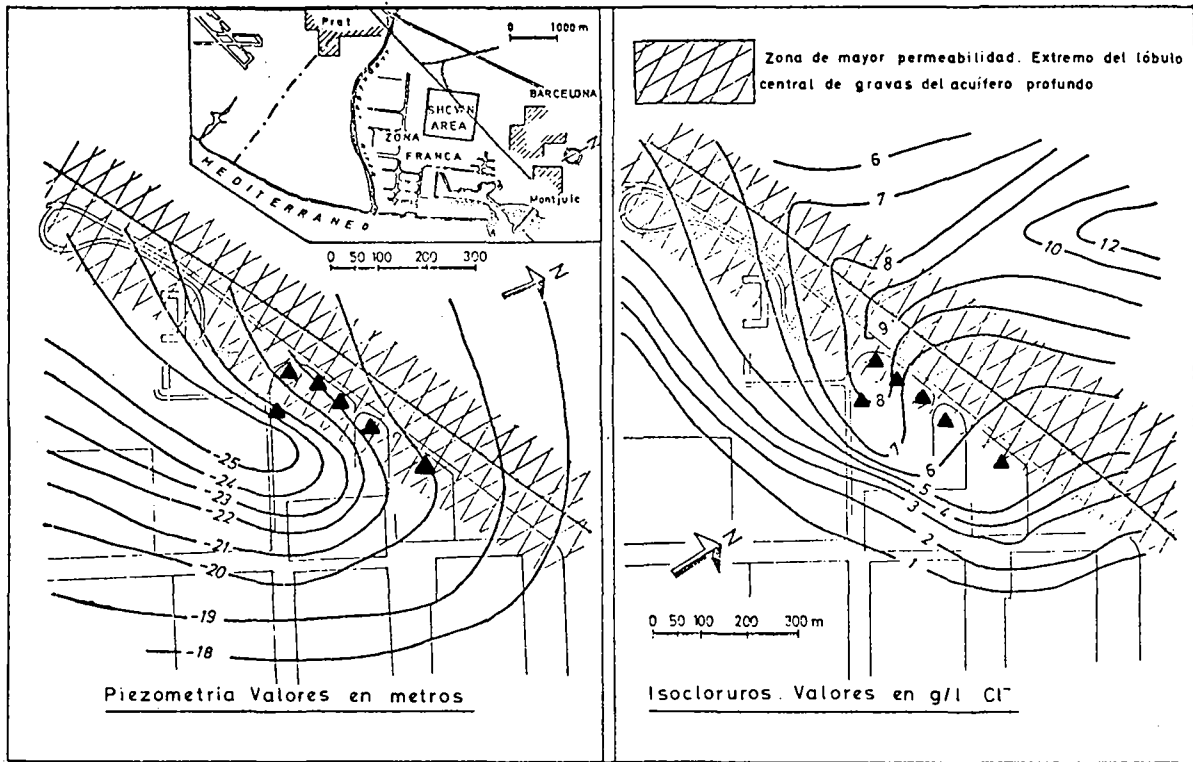 Prat
0 1000 m
BARCELONA
SHOWN
AREA
ZONA
FRANCA
N
Montjuic
MEDITERRANEO
0 50 100 200 300
N
-25
-24
-23
-22
-21
-20
-19
-18
Piezometría Valores en metros
Zona de mayor permeabilidad. Extremo del lóbulo
central de gravas del acuífero profundo
6
7
8
10
12
9
8
7
6
5
4
3
2
1
N
0 50 100 200 300 m
Isocloruros. Valores en g/l Cl⁻